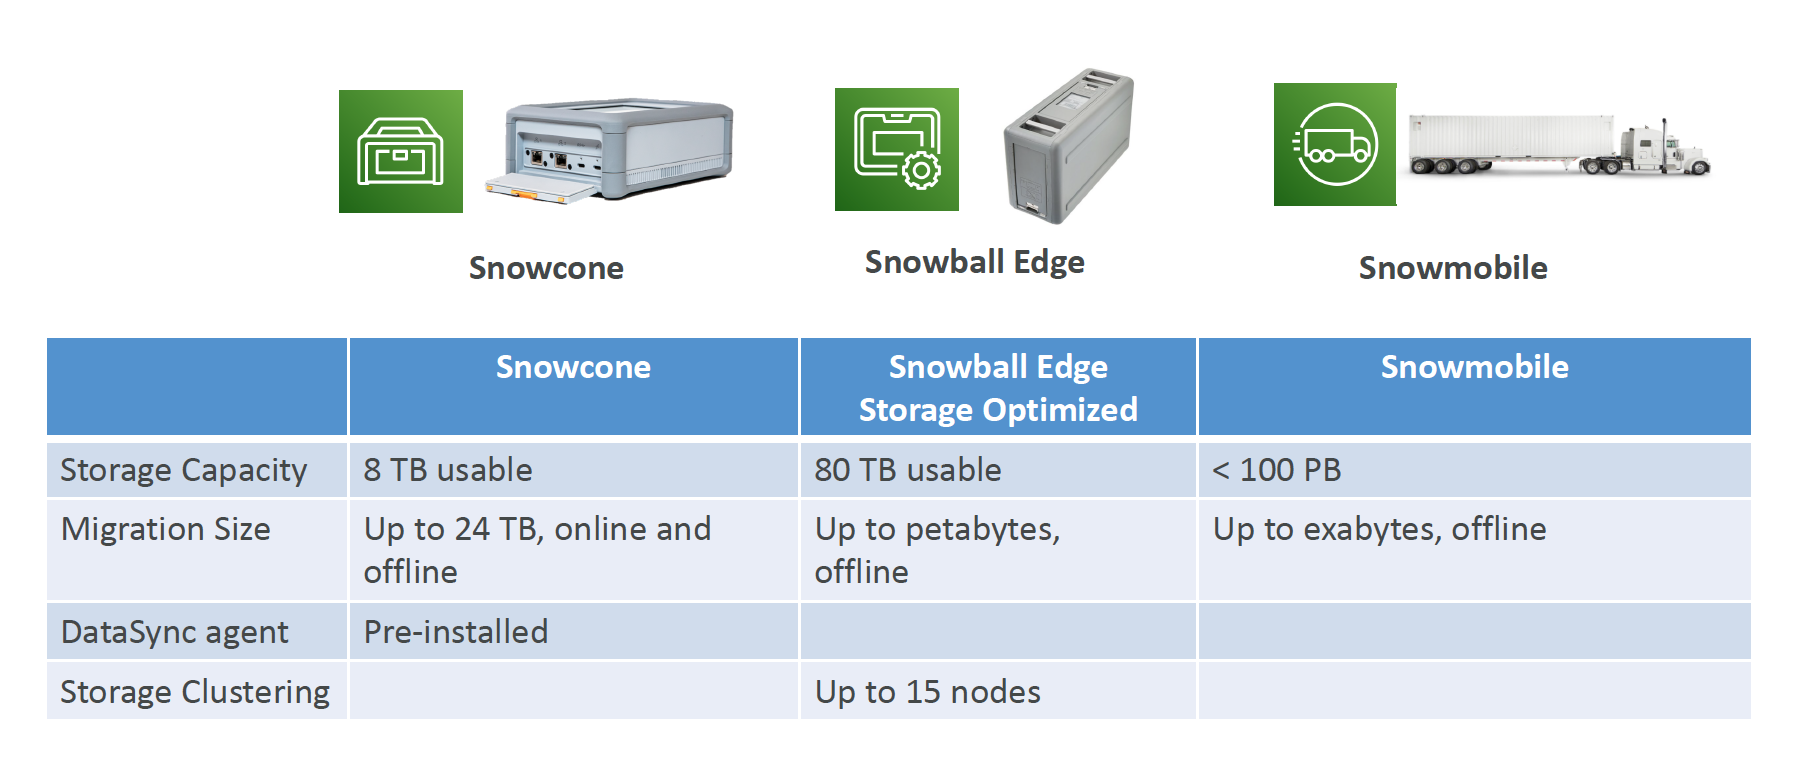 Snowcone
Snowball Edge
Snowmobile
Snowcone
Snowball Edge
Storage Optimized
Snowmobile
Storage Capacity
8 TB usable
80 TB usable
< 100 PB
Migration Size
Up to 24 TB, online and
offline
Up to petabytes,
offline
Up to exabytes, offline
DataSync agent
Pre-installed
Storage Clustering
Up to 15 nodes